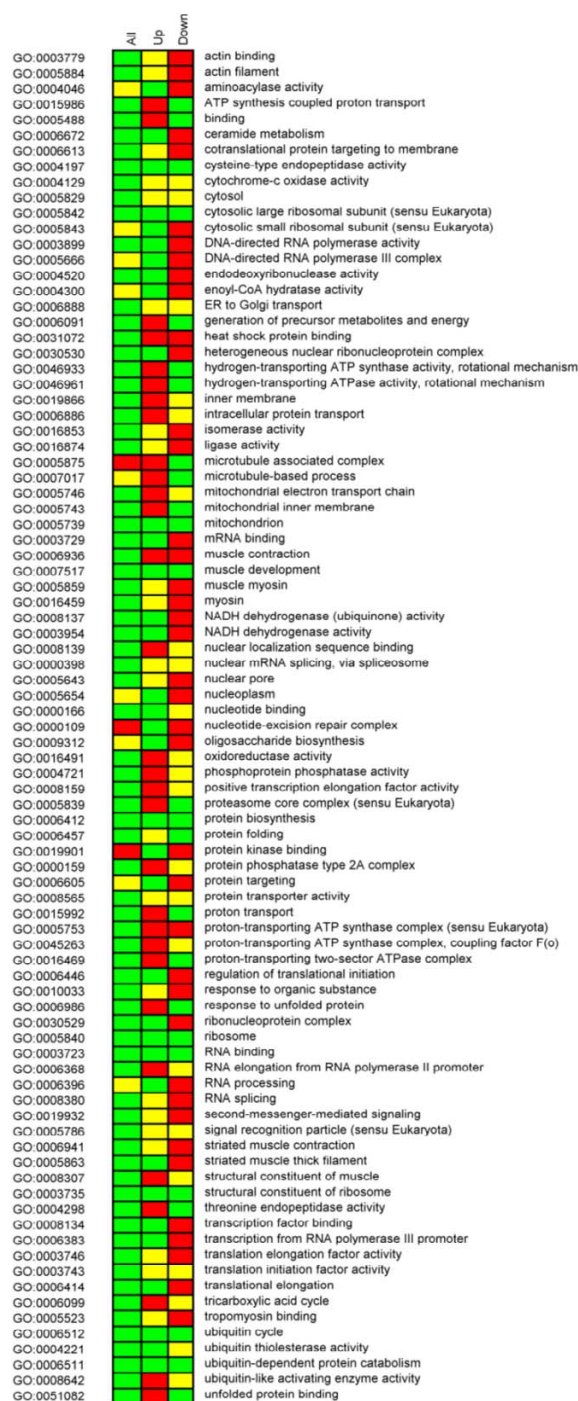 All Up Down
GO:0003779 actin binding
GO:0005884 actin filament
GO:0004046 aminoacylase activity
GO:0015986 ATP synthesis coupled proton transport
GO:0005488 binding
GO:0006672 ceramide metabolism
GO:0006613 cotranslational protein targeting to membrane
GO:0004197 cysteine-type endopeptidase activity
GO:0004129 cytochrome-c oxidase activity
GO:0005829 cytosol
GO:0005842 cytosolic large ribosomal subunit (sensu Eukaryota)
GO:0005843 cytosolic small ribosomal subunit (sensu Eukaryota)
GO:0003899 DNA-directed RNA polymerase activity
GO:0005666 DNA-directed RNA polymerase III complex
GO:0004520 endodeoxyribonuclease activity
GO:0004300 enoyl-CoA hydratase activity
GO:0006888 ER to Golgi transport
GO:0006091 generation of precursor metabolites and energy
GO:0031072 heat shock protein binding
GO:0030530 heterogeneous nuclear ribonucleoprotein complex
GO:0046933 hydrogen-transporting ATP synthase activity, rotational mechanism
GO:0046961 hydrogen-transporting ATPase activity, rotational mechanism
GO:0019866 inner membrane
GO:0006886 intracellular protein transport
GO:0016853 isomerase activity
GO:0016874 ligase activity
GO:0005875 microtubule associated complex
GO:0007017 microtubule-based process
GO:0005746 mitochondrial electron transport chain
GO:0005743 mitochondrial inner membrane
GO:0005739 mitochondrion
GO:0003729 mRNA binding
GO:0006936 muscle contraction
GO:0007517 muscle development
GO:0005859 muscle myosin
GO:0016459 myosin
GO:0008137 NADH dehydrogenase (ubiquinone) activity
GO:0003954 NADH dehydrogenase activity
GO:0008139 nuclear localization sequence binding
GO:0000398 nuclear mRNA splicing, via spliceosome
GO:0005643 nuclear pore
GO:0005654 nucleoplasm
GO:0000166 nucleotide binding
GO:0000109 nucleotide-excision repair complex
GO:0009312 oligosaccharide biosynthesis
GO:0016491 oxidoreductase activity
GO:0004721 phosphoprotein phosphatase activity
GO:0008159 positive transcription elongation factor activity
GO:0005839 proteasome core complex (sensu Eukaryota)
GO:0006412 protein biosynthesis
GO:0006457 protein folding
GO:0019901 protein kinase binding
GO:0000159 protein phosphatase type 2A complex
GO:0006605 protein targeting
GO:0008565 protein transporter activity
GO:0015992 proton transport
GO:0005753 proton-transporting ATP synthase complex (sensu Eukaryota)
GO:0045263 proton-transporting ATP synthase complex, coupling factor F(o)
GO:0016469 proton-transporting two-sector ATPase complex
GO:0006446 regulation of translational initiation
GO:0010033 response to organic substance
GO:0006986 response to unfolded protein
GO:0030529 ribonucleoprotein complex
GO:0005840 ribosome
GO:0003723 RNA binding
GO:0006368 RNA elongation from RNA polymerase II promoter
GO:0006396 RNA processing
GO:0008380 RNA splicing
GO:0019932 second-messenger-mediated signaling
GO:0005786 signal recognition particle (sensu Eukaryota)
GO:0006941 striated muscle contraction
GO:0005863 striated muscle thick filament
GO:0008307 structural constituent of muscle
GO:0003735 structural constituent of ribosome
GO:0004298 threonine endopeptidase activity
GO:0008134 transcription factor binding
GO:0006383 transcription from RNA polymerase III promoter
GO:0003746 translation elongation factor activity
GO:0003743 translation initiation factor activity
GO:0006414 translational elongation
GO:0006099 tricarboxylic acid cycle
GO:0005523 tropomyosin binding
GO:0006512 ubiquitin cycle
GO:0004221 ubiquitin thiolesterase activity
GO:0006511 ubiquitin-dependent protein catabolism
GO:0008642 ubiquitin-like activating enzyme activity
GO:0051082 unfolded protein binding